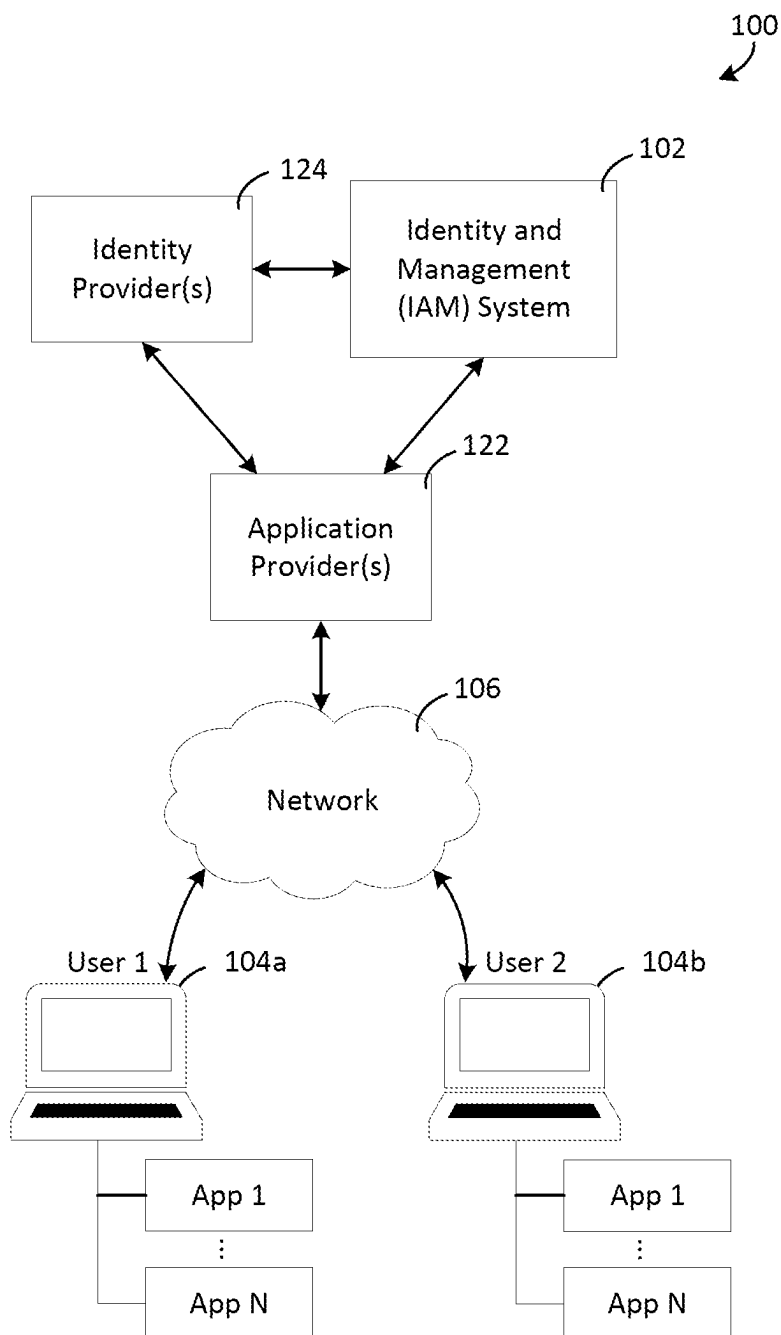 100
102
124
Identity
Provider(s)
Identity and
Management
(IAM) System
122
Application
Provider(s)
106
Network
User 1
104a
User 2
104b
App 1
App 1
⋮
⋮
App N
App N